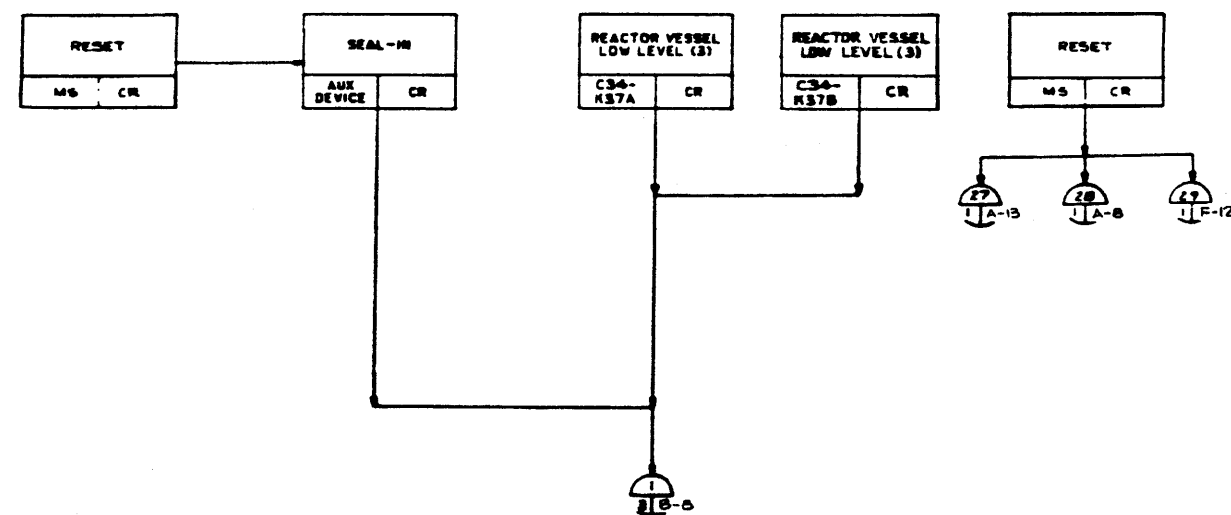 RESET
MS CR
SEAL-IN
AUX
DEVICE
CR
REACTOR VESSEL
LOW LEVEL (3)
C34-
K37A
CR
REACTOR VESSEL
LOW LEVEL (3)
C34-
K37B
CR
RESET
MS CR
27
1 A-13
28
1 A-8
29
1 F-12
1
B-8